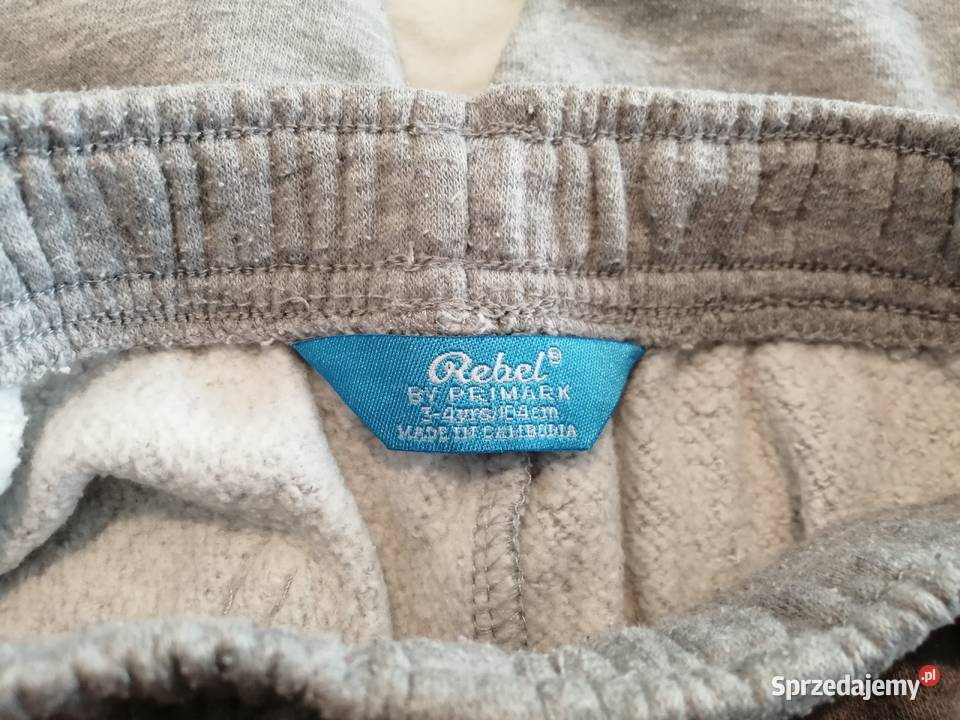 Rebel®
BY PRIMARK
3-4yrs/104cm
MADE IN CAMBODIA
Sprzedajemy.pl